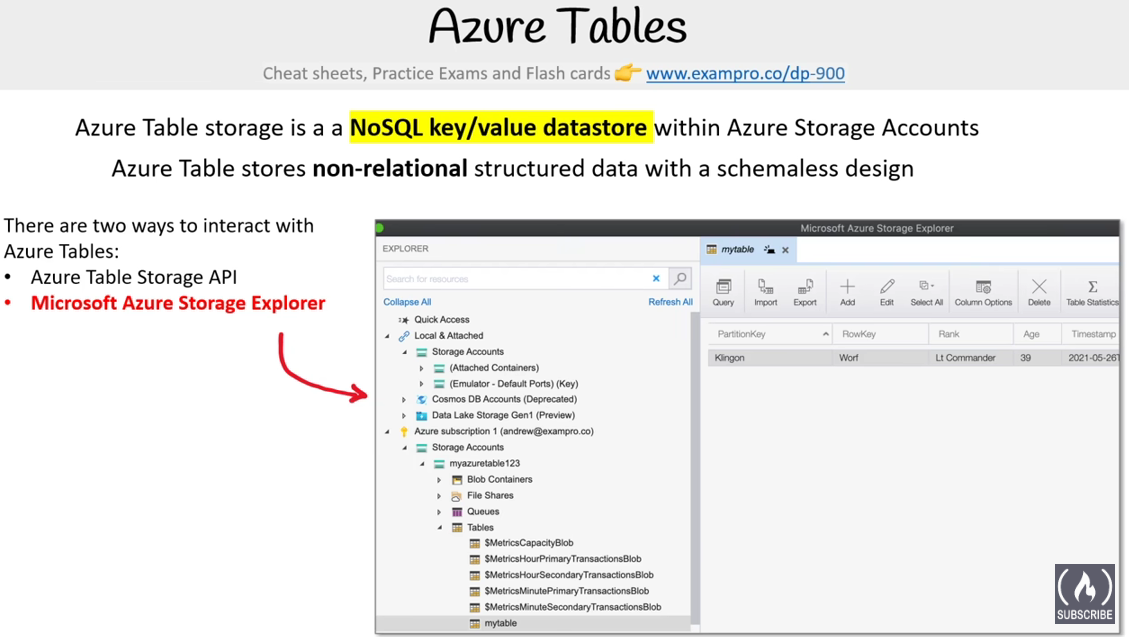 Azure Tables
Cheat sheets, Practice Exams and Flash cards 👉 www.exampro.co/dp-900
Azure Table storage is a a NoSQL key/value datastore within Azure Storage Accounts
Azure Table stores non-relational structured data with a schemaless design
There are two ways to interact with
Azure Tables:
• Azure Table Storage API
• Microsoft Azure Storage Explorer
Microsoft Azure Storage Explorer
EXPLORER
Search for resources
Collapse All
Refresh All
Quick Access
Local & Attached
Storage Accounts
(Attached Containers)
(Emulator - Default Ports) (Key)
Cosmos DB Accounts (Deprecated)
Data Lake Storage Gen1 (Preview)
Azure subscription 1 (andrew@exampro.co)
Storage Accounts
myazuretable123
Blob Containers
File Shares
Queues
Tables
$MetricsCapacityBlob
$MetricsHourPrimaryTransactionsBlob
$MetricsHourSecondaryTransactionsBlob
$MetricsMinutePrimaryTransactionsBlob
$MetricsMinuteSecondaryTransactionsBlob
mytable
mytable
Query Import Export Add Edit Select All Column Options Delete Table Statistics
PartitionKey RowKey Rank Age Timestamp
Klingon Worf Lt Commander 39 2021-05-26T
SUBSCRIBE